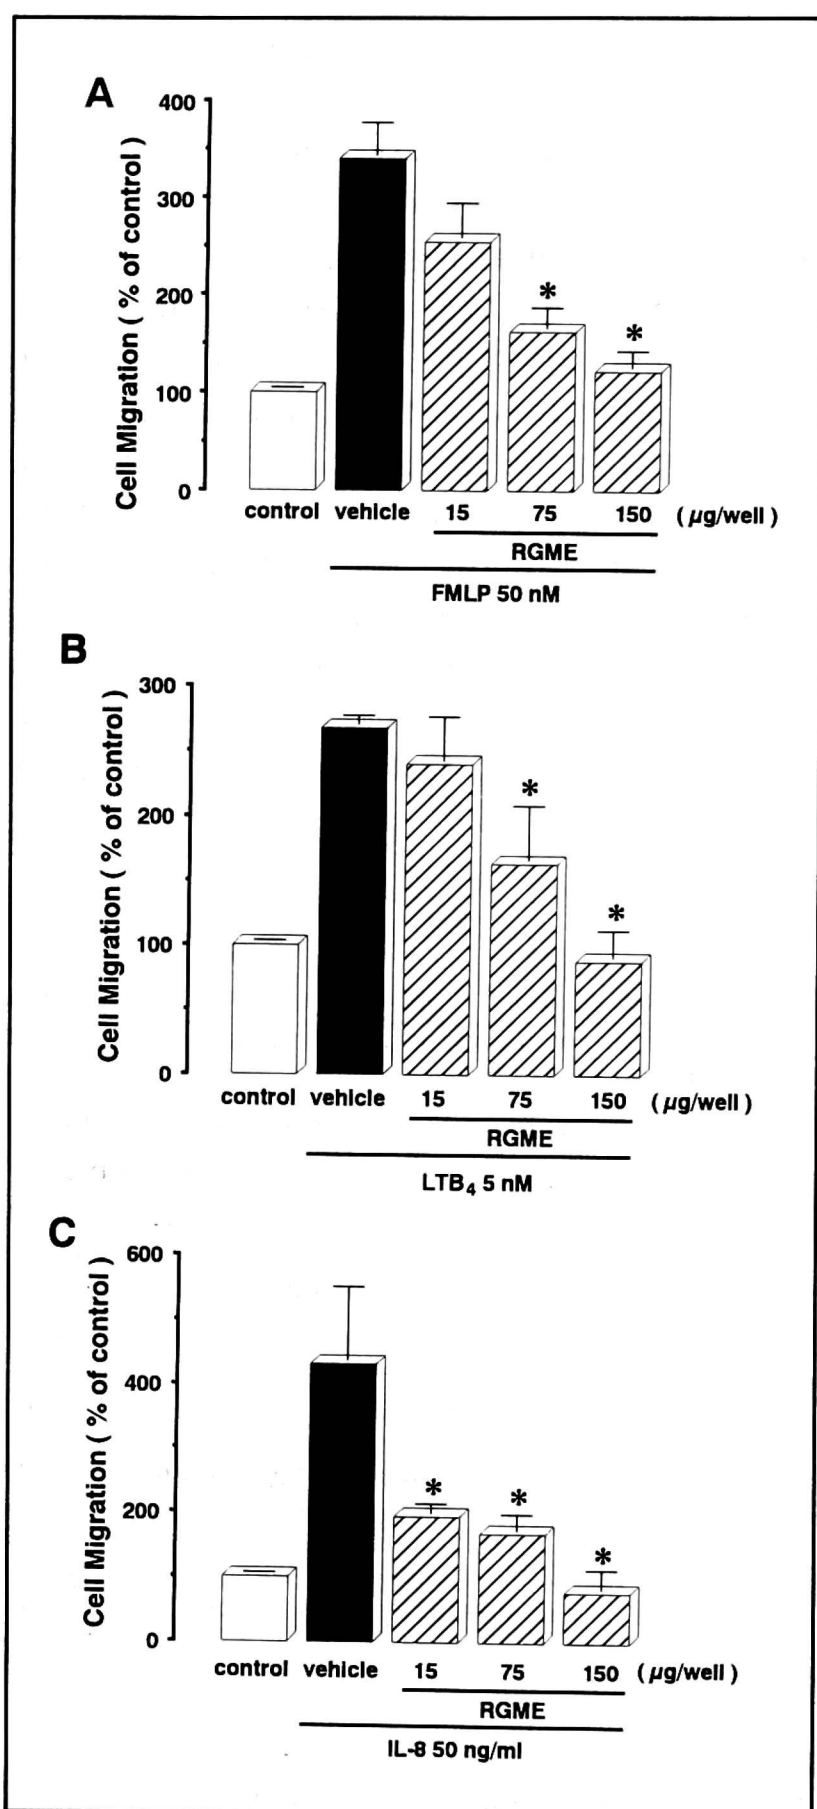 A
Cell Migration ( % of control )
400
300
200
100
0
control vehicle 15 75 150 ( µg/well )
*
*
RGME
FMLP 50 nM
B
Cell Migration ( % of control )
300
200
100
0
control vehicle 15 75 150 ( µg/well )
*
*
RGME
LTB₄ 5 nM
C
Cell Migration ( % of control )
600
400
200
0
control vehicle 15 75 150 ( µg/well )
*
*
*
RGME
IL-8 50 ng/ml